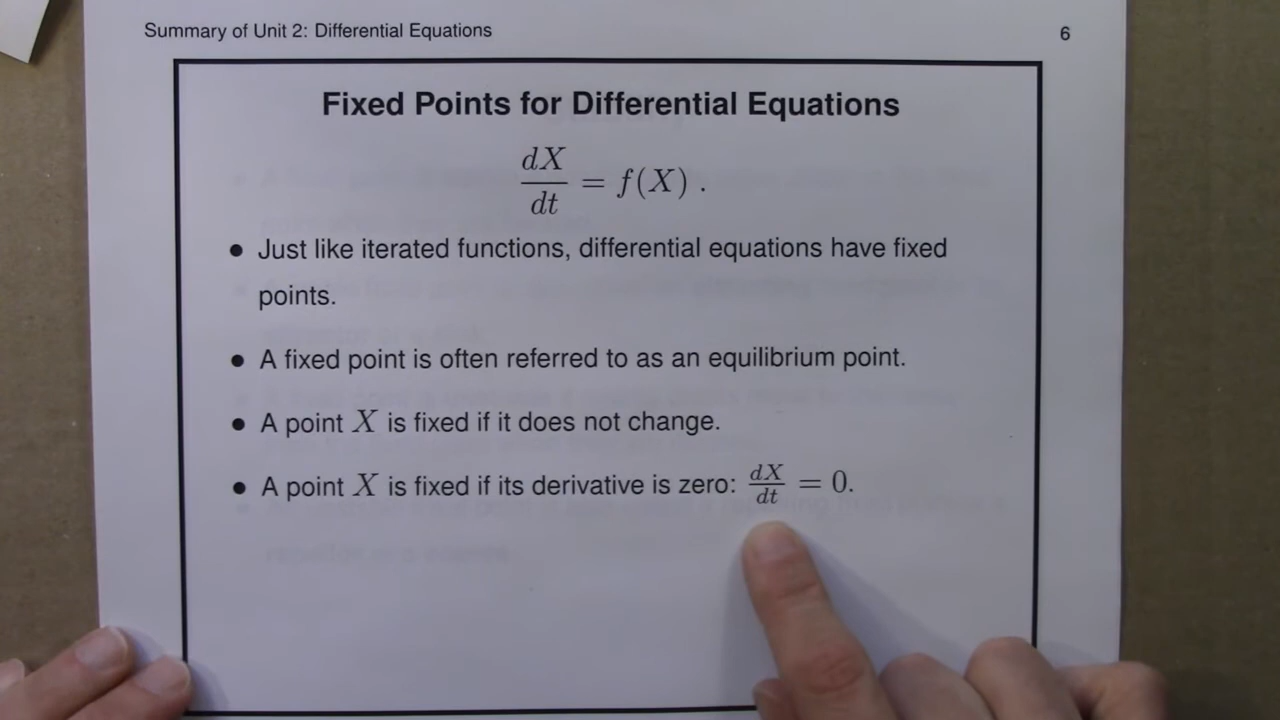 Summary of Unit 2: Differential Equations
6
Fixed Points for Differential Equations
dX/dt = f(X) .
• Just like iterated functions, differential equations have fixed
points.
• A fixed point is often referred to as an equilibrium point.
• A point X is fixed if it does not change.
• A point X is fixed if its derivative is zero: dX/dt = 0.